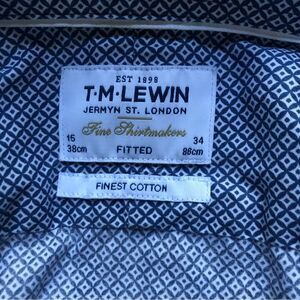 EST 1898
T·M·LEWIN
JERMYN ST. LONDON
Fine Shirtmakers
15 34
38cm FITTED 86cm
FINEST COTTON